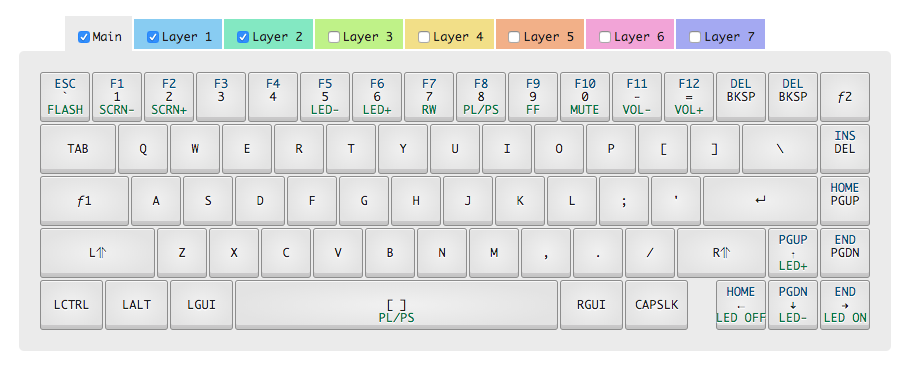 Main Layer 1 Layer 2 Layer 3 Layer 4 Layer 5 Layer 6 Layer 7
ESC F1 F2 F3 F4 F5 F6 F7 F8 F9 F10 F11 F12 DEL DEL
` 1 2 3 4 5 6 7 8 9 0 - = BKSP BKSP ƒ2
FLASH SCRN- SCRN+ LED- LED+ RW PL/PS FF MUTE VOL- VOL+
INS
TAB Q W E R T Y U I O P [ ] \ DEL
HOME
ƒ1 A S D F G H J K L ; ' ↵ PGUP
PGUP END
L⇑ Z X C V B N M , . / R⇑ ↑ PGDN
LED+
HOME PGDN END
LCTRL LALT LGUI [ ] RGUI CAPSLK ← ↓ →
PL/PS LED OFF LED- LED ON